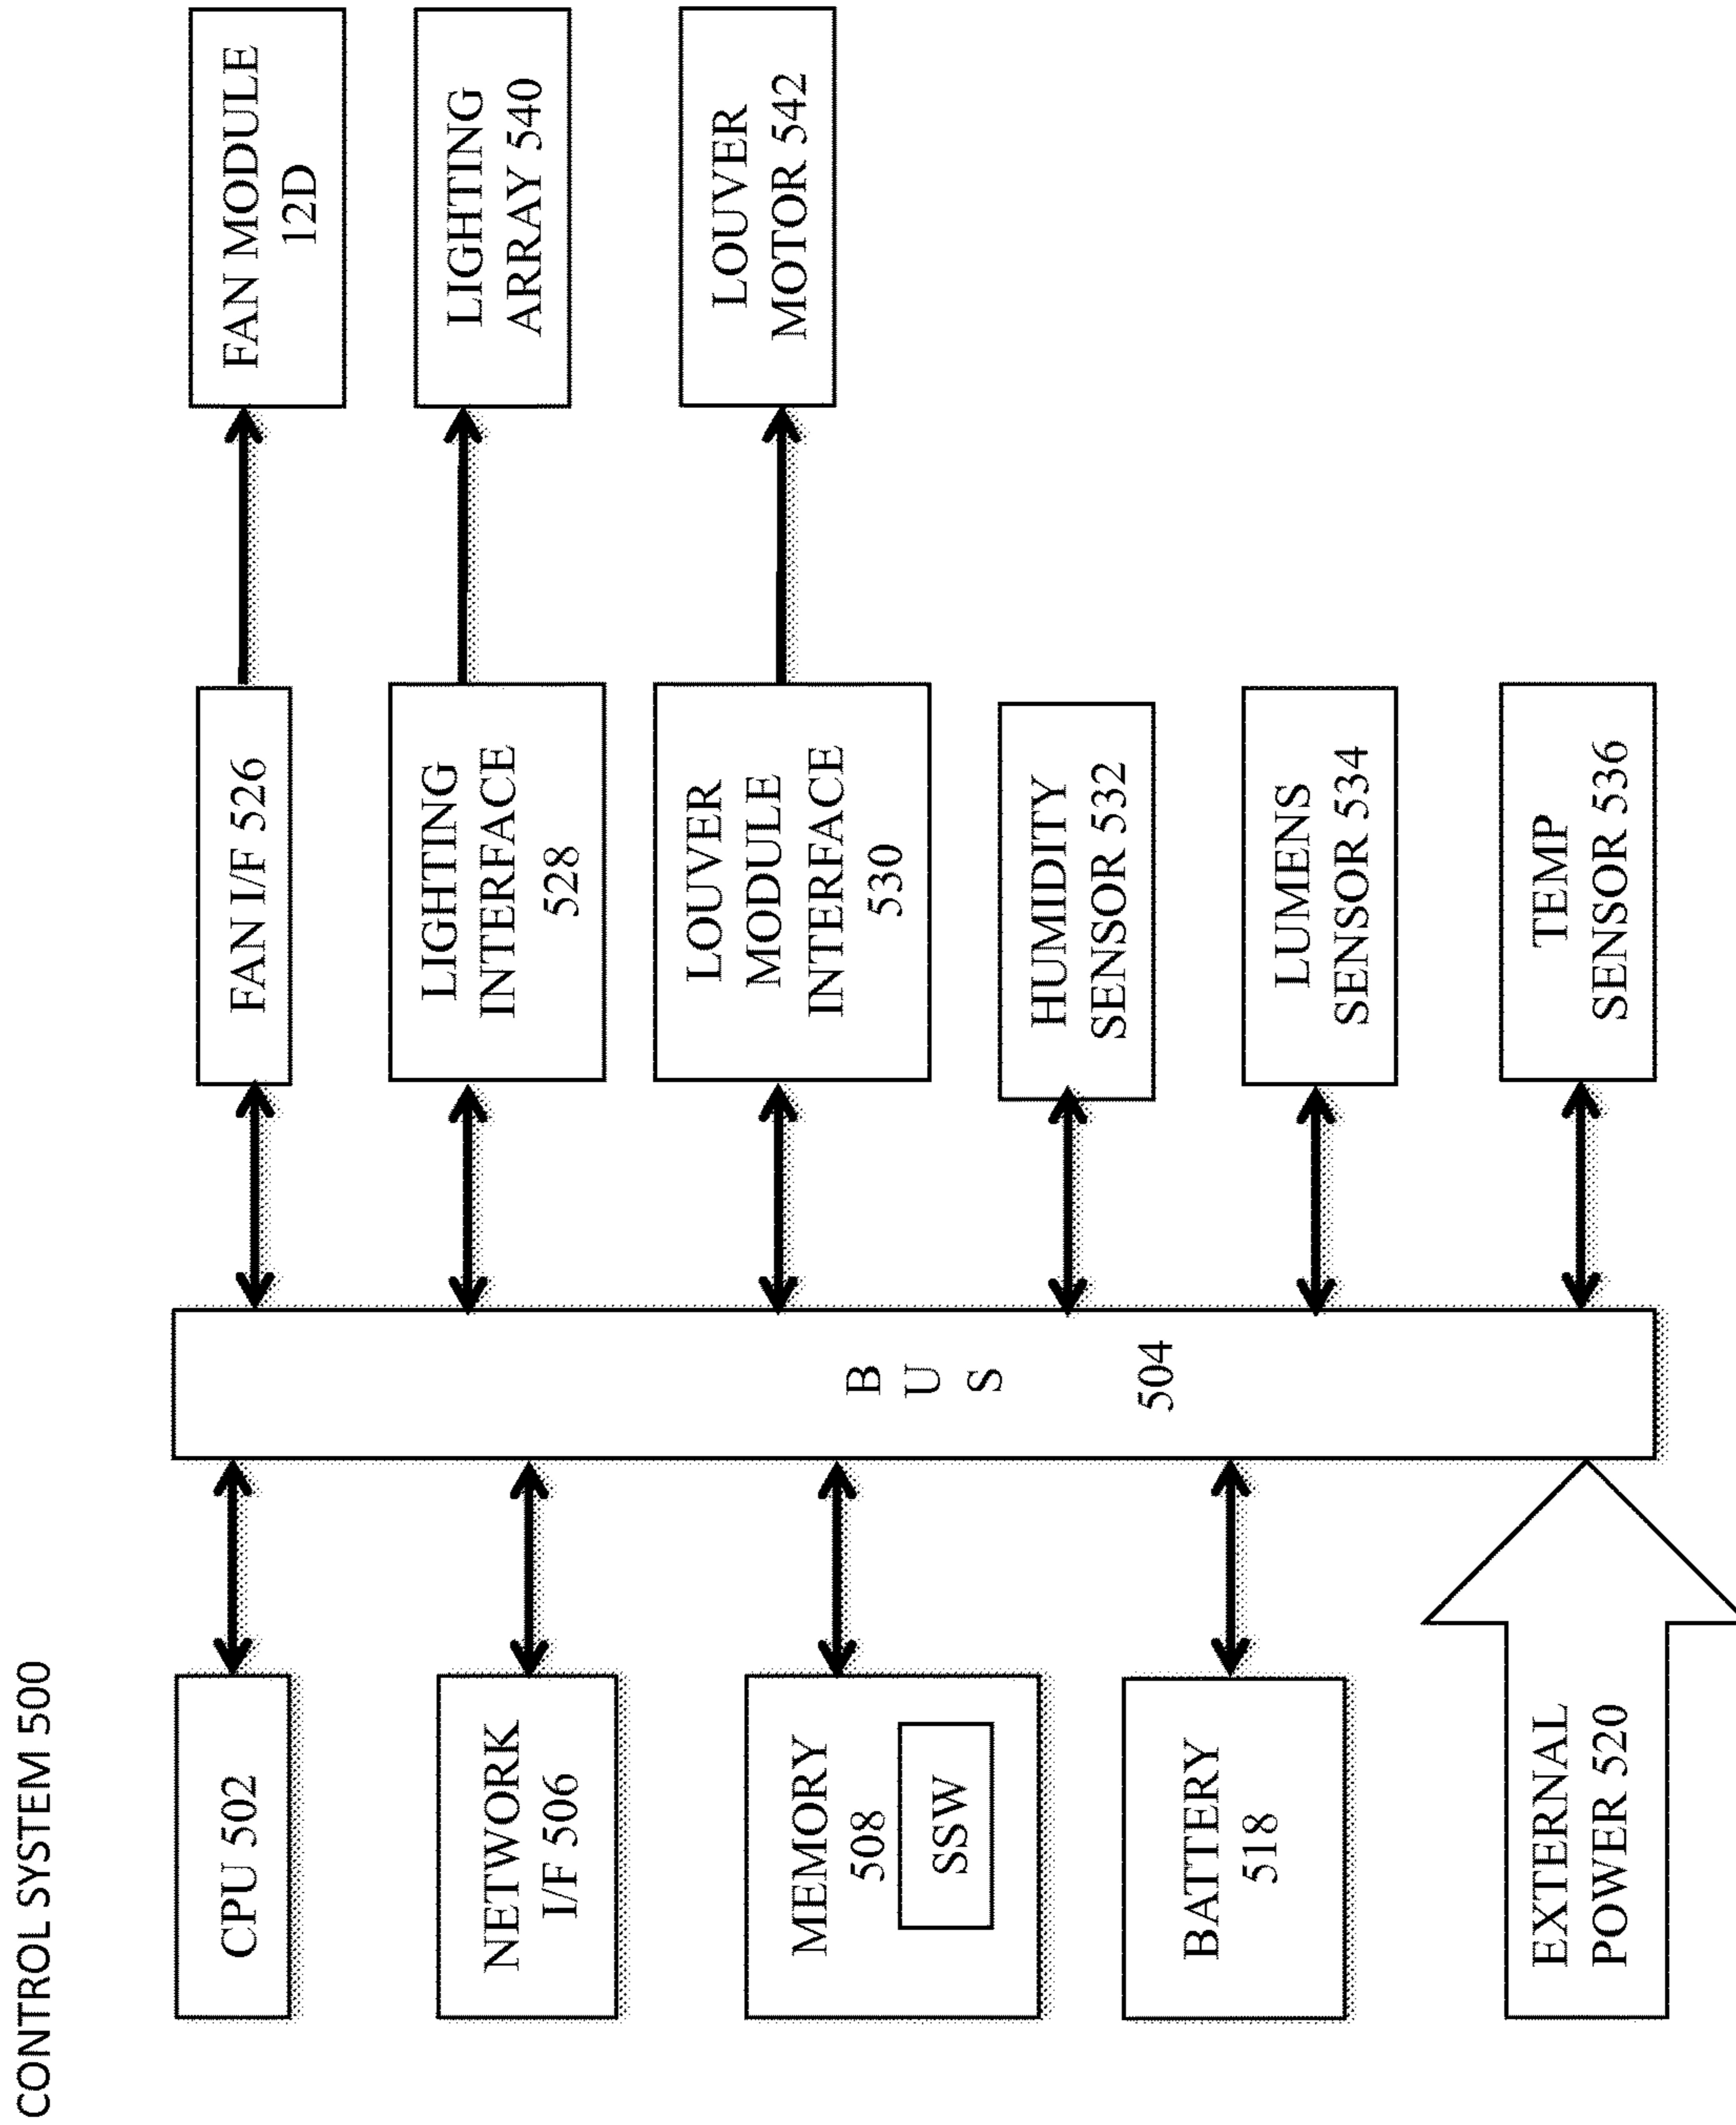 CONTROL SYSTEM 500
CPU 502
NETWORK
I/F 506
MEMORY
508
SSW
BATTERY
518
EXTERNAL
POWER 520
B
U
S
504
FAN I/F 526
LIGHTING
INTERFACE
528
LOUVER
MODULE
INTERFACE
530
HUMIDITY
SENSOR 532
LUMENS
SENSOR 534
TEMP
SENSOR 536
FAN MODULE
12D
LIGHTING
ARRAY 540
LOUVER
MOTOR 542